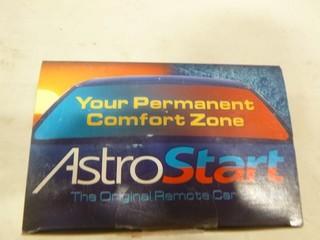 Your Permanent
Comfort Zone
AstroStart
The Original Remote Car